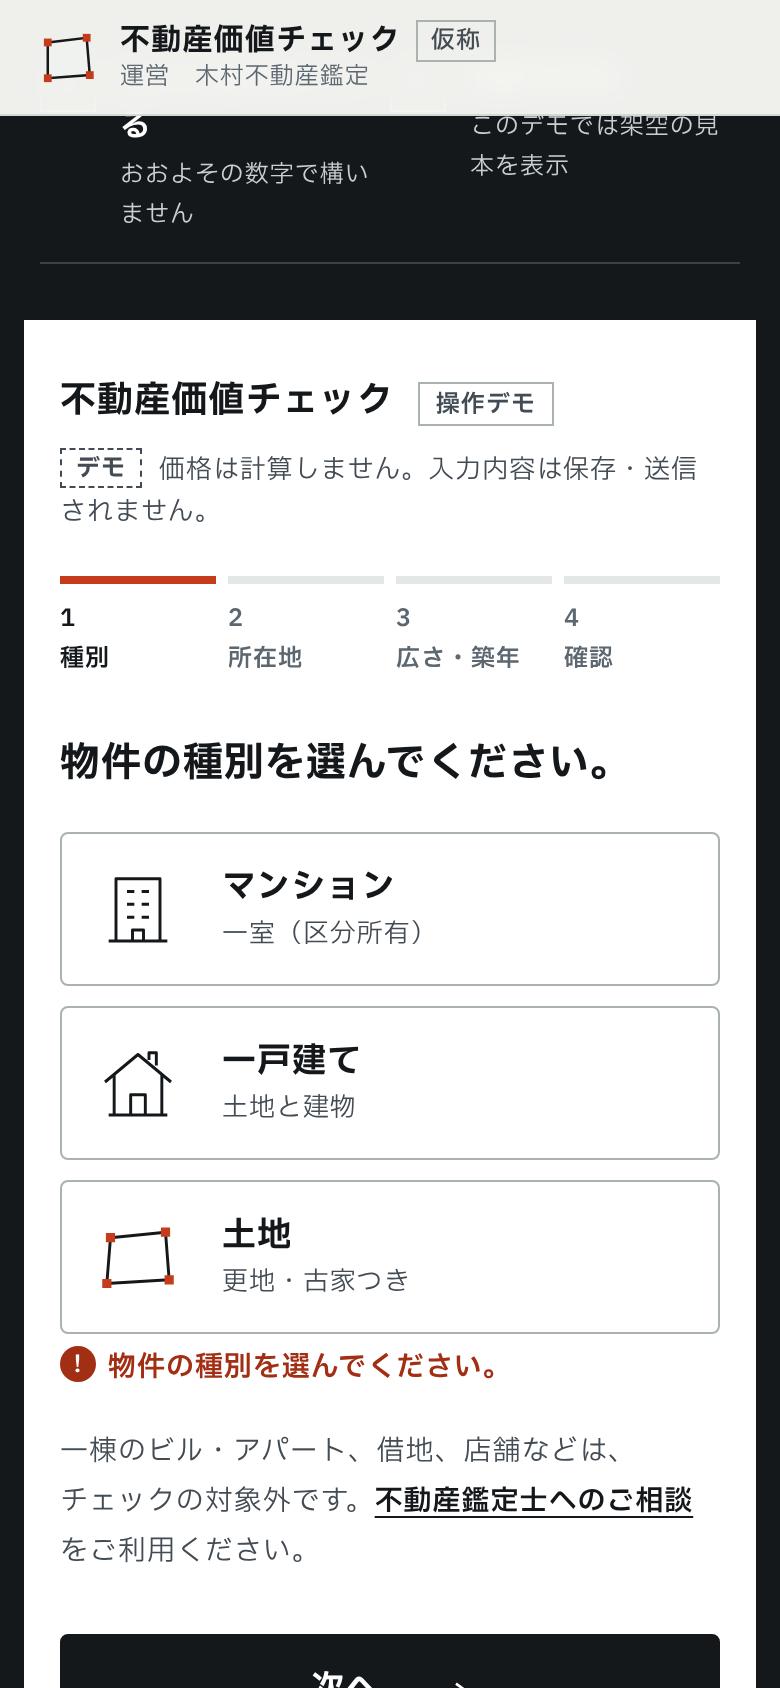 不動産価値チェック 仮称
運営 木村不動産鑑定
る
おおよその数字で構い
ません
このデモでは架空の見
本を表示
不動産価値チェック 操作デモ
デモ 価格は計算しません。入力内容は保存・送信
されません。
1
種別
2
所在地
3
広さ・築年
4
確認
物件の種別を選んでください。
マンション
一室（区分所有）
一戸建て
土地と建物
土地
更地・古家つき
! 物件の種別を選んでください。
一棟のビル・アパート、借地、店舗などは、
チェックの対象外です。不動産鑑定士へのご相談
をご利用ください。
次へ →